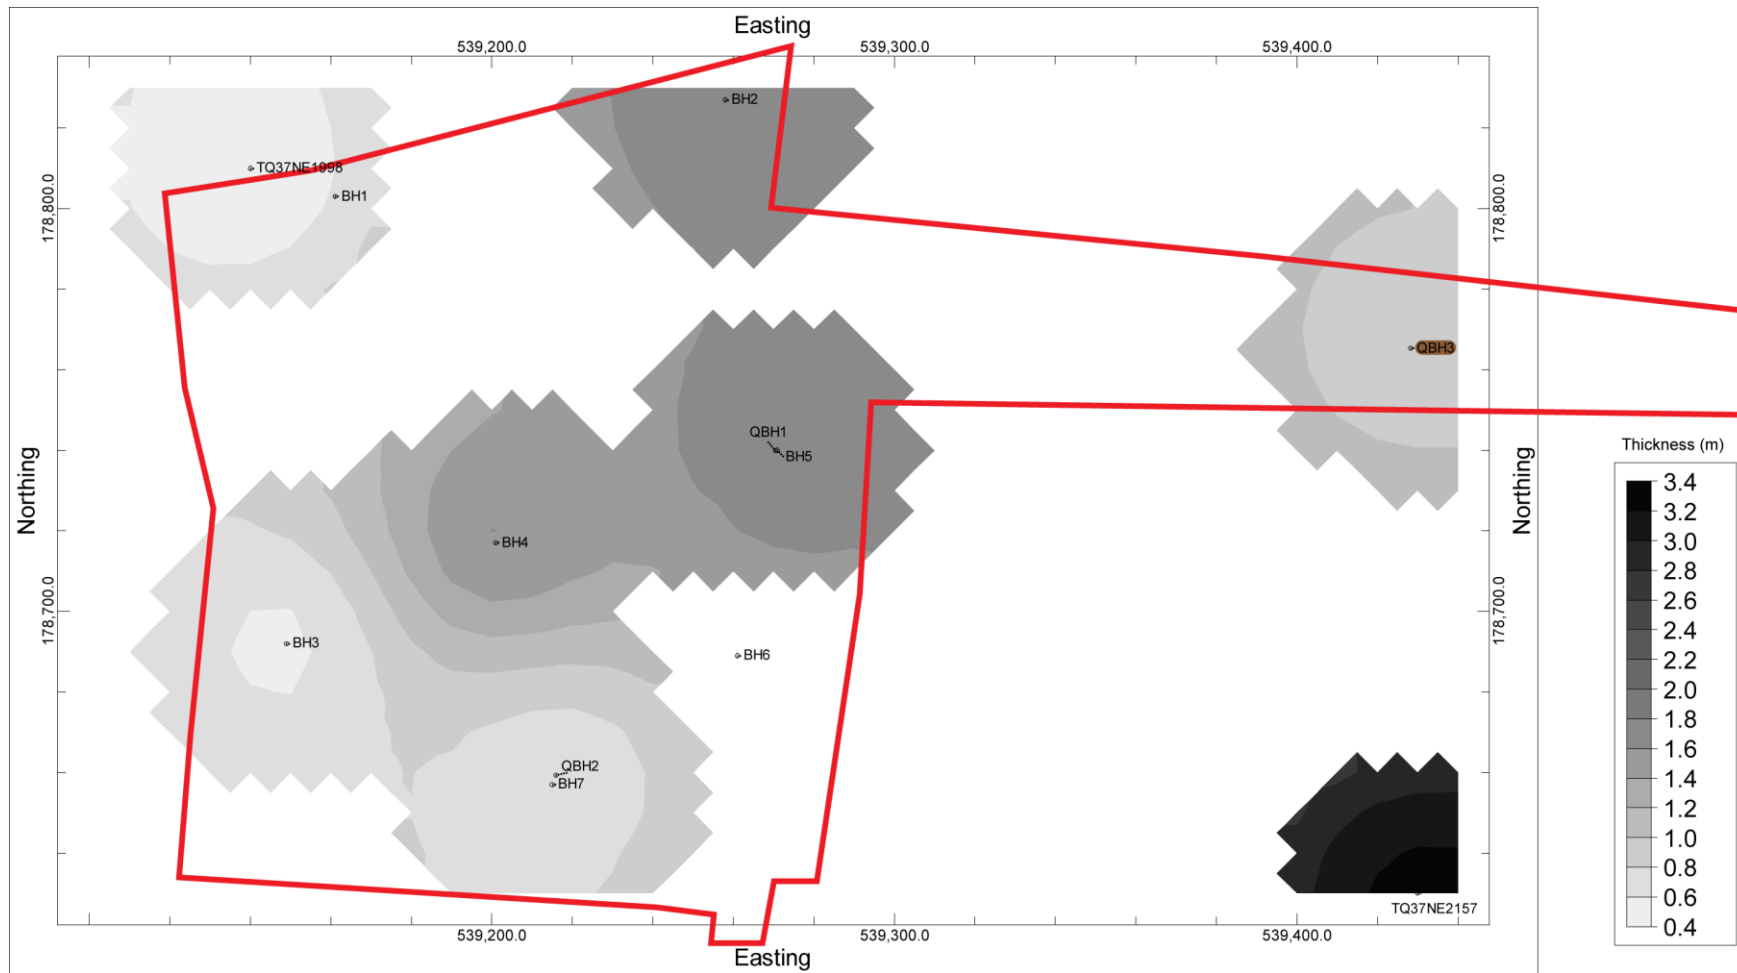 Easting
539,200.0
539,300.0
539,400.0
BH2
TQ37NE1998
BH1
178,800.0
178,800.0
QBH3
QBH1
BH5
Thickness (m)
Northing
Northing
BH4
178,700.0
178,700.0
BH3
BH6
QBH2
BH7
3.4
3.2
3.0
2.8
2.6
2.4
2.2
2.0
1.8
1.6
1.4
1.2
1.0
0.8
0.6
0.4
TQ37NE2157
539,200.0
539,300.0
539,400.0
Easting